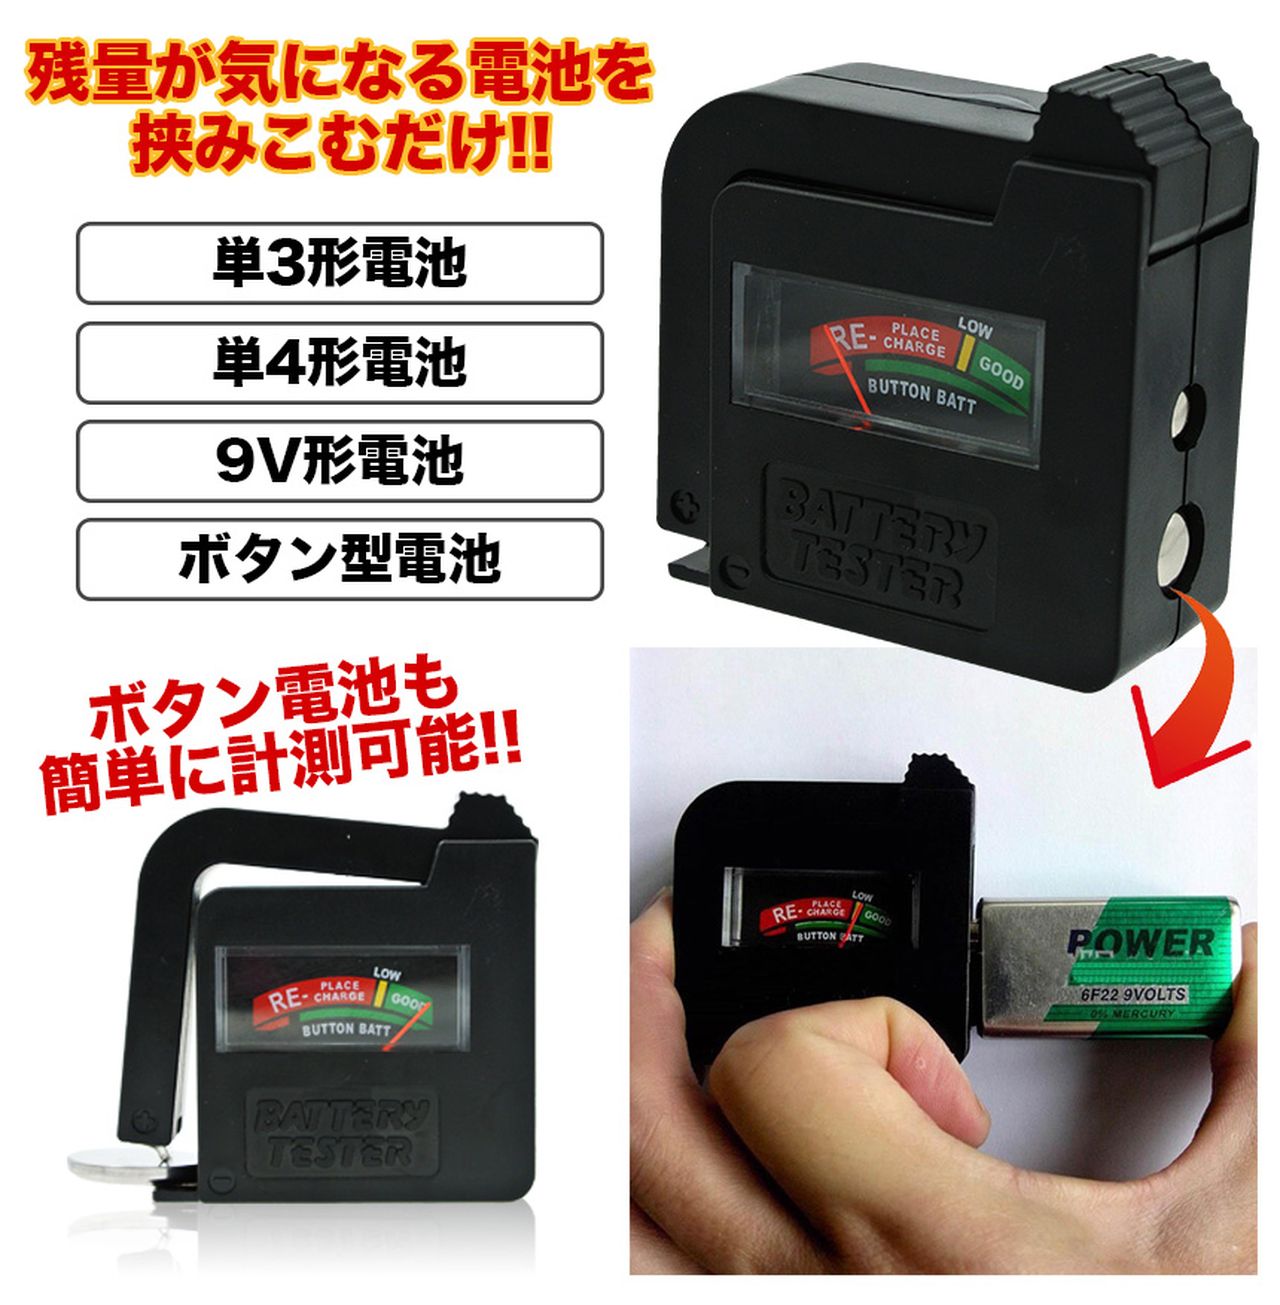 残量が気になる電池を
挟みこむだけ!!
単3形電池
単4形電池
9V形電池
ボタン型電池
RE-
PLACE
CHARGE
LOW
GOOD
BUTTON BATT
BATTERY
TESTER
ボタン電池も
簡単に計測可能!!
RE-
PLACE
CHARGE
LOW
GOOD
BUTTON BATT
BATTERY
TESTER
RE-
PLACE
CHARGE
LOW
GOOD
BUTTON BATT
POWER
6F22 9VOLTS
0% MERCURY